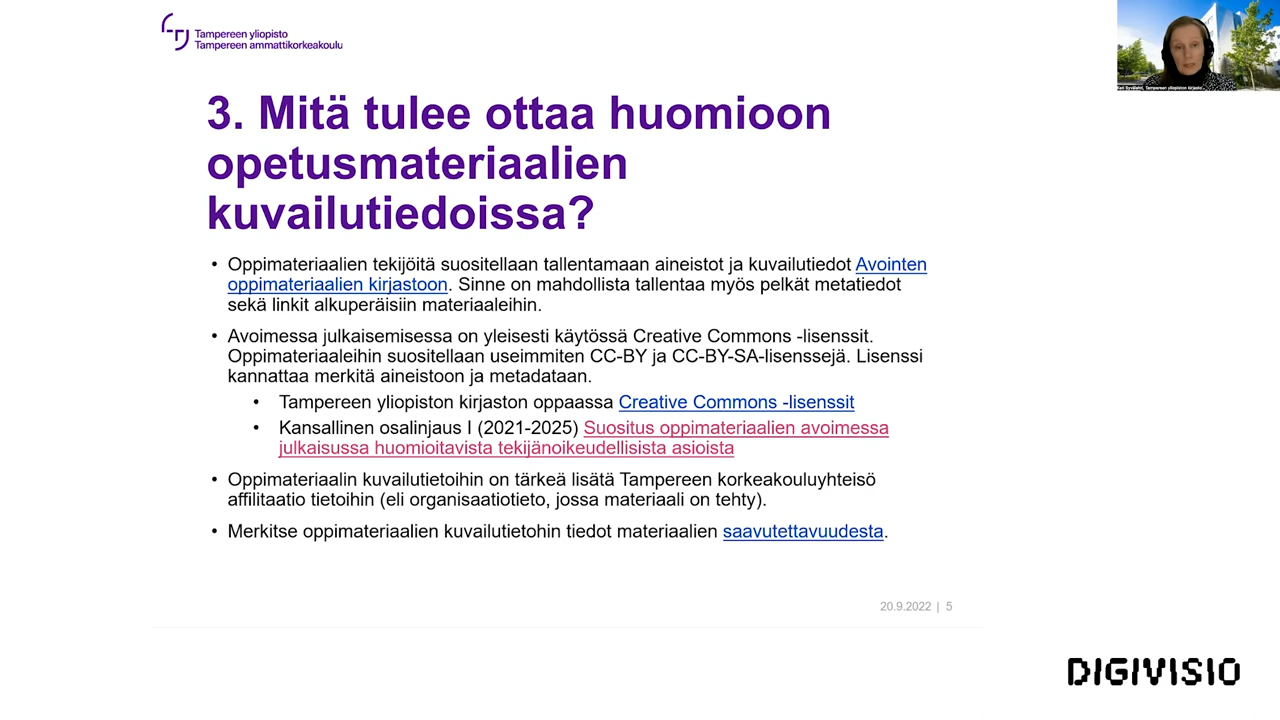 Tampereen yliopisto
Tampereen ammattikorkeakoulu
3. Mitä tulee ottaa huomioon
opetusmateriaalien
kuvailutiedoissa?
• Oppimateriaalien tekijöitä suositellaan tallentamaan aineistot ja kuvailutiedot Avointen
oppimateriaalien kirjastoon. Sinne on mahdollista tallentaa myös pelkät metatiedot
sekä linkit alkuperäisiin materiaaleihin.
• Avoimessa julkaisemisessa on yleisesti käytössä Creative Commons -lisenssit.
Oppimateriaaleihin suositellaan useimmiten CC-BY ja CC-BY-SA-lisenssejä. Lisenssi
kannattaa merkitä aineistoon ja metadataan.
• Tampereen yliopiston kirjaston oppaassa Creative Commons -lisenssit
• Kansallinen osalinjaus I (2021-2025) Suositus oppimateriaalien avoimessa
julkaisussa huomioitavista tekijänoikeudellisista asioista
• Oppimateriaalin kuvailutietoihin on tärkeä lisätä Tampereen korkeakouluyhteisö
affilitaatio tietoihin (eli organisaatiotieto, jossa materiaali on tehty).
• Merkitse oppimateriaalien kuvailutietohin tiedot materiaalien saavutettavuudesta.
20.9.2022 | 5
DIGIVISIO